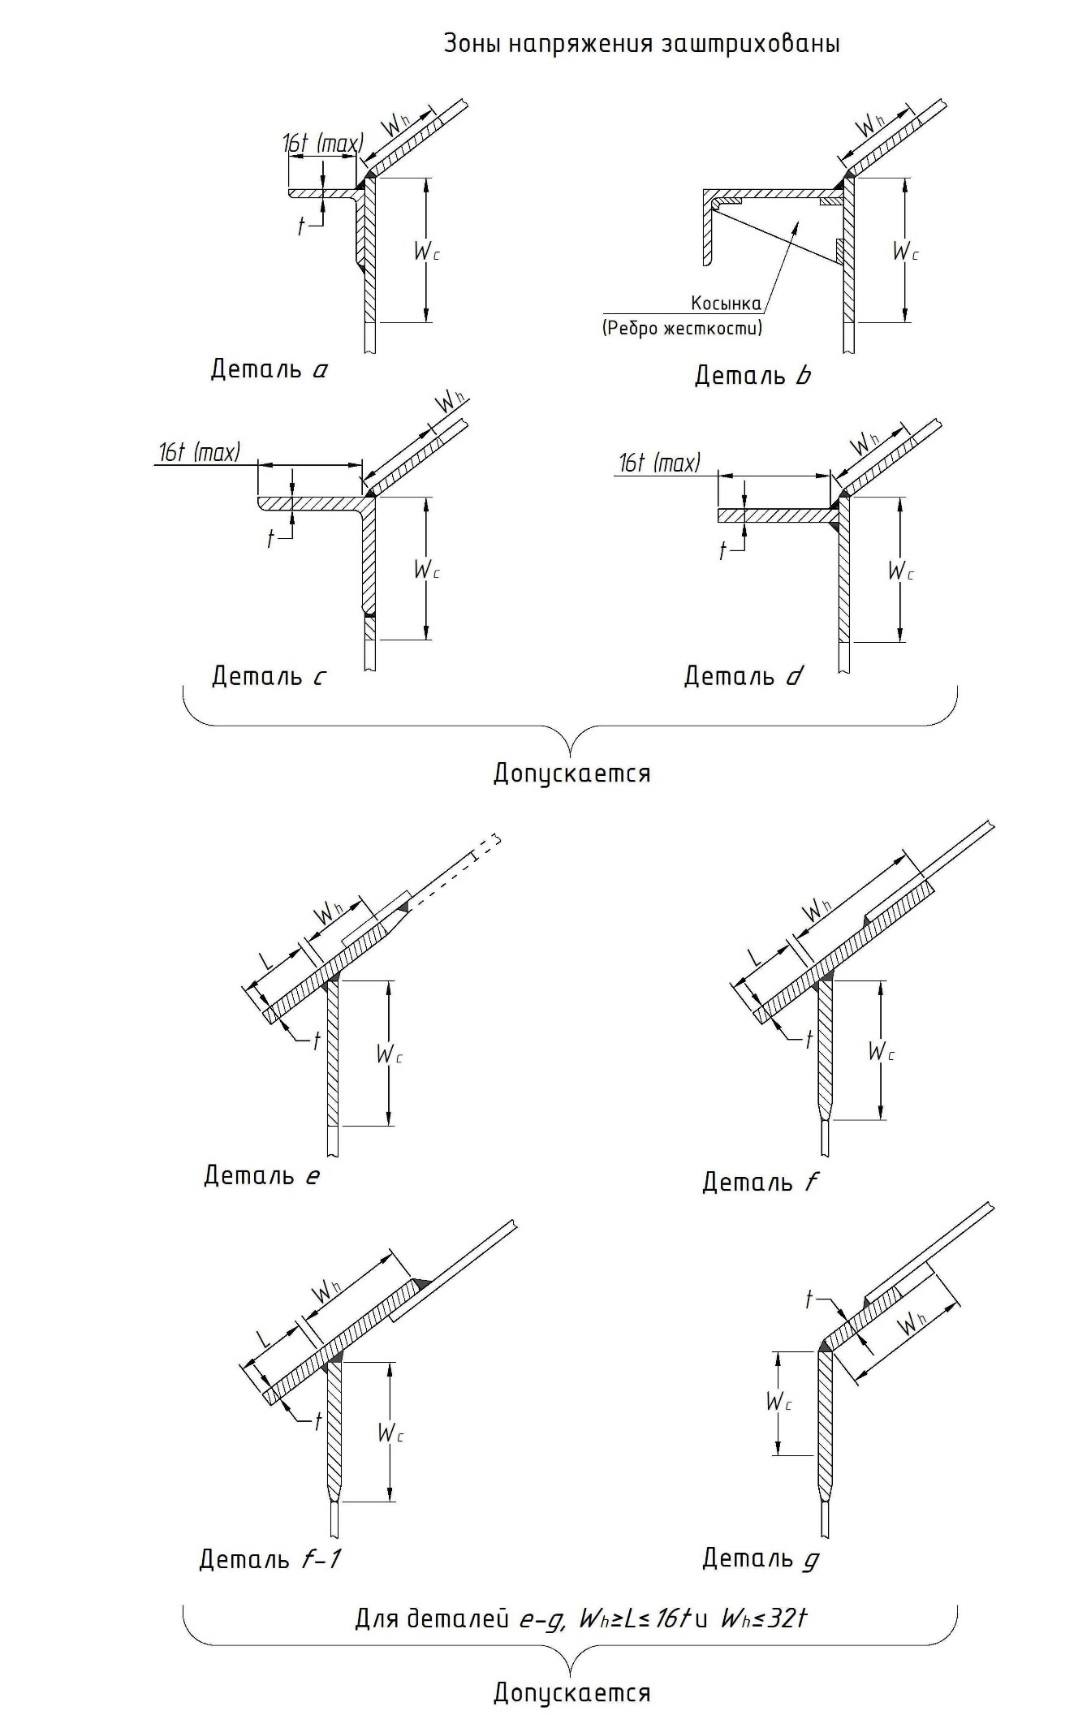 Зоны напряжения заштрихованы
16t (max)
Wh
t
Wc
Деталь a
Wh
Wc
Косынка
(Ребро жесткости)
Деталь b
16t (max)
Wh
t
Wc
Деталь c
16t (max)
Wh
t
Wc
Деталь d
Допускается
Wh
L
t
Wc
Деталь e
Wh
L
t
Wc
Деталь f
Wh
L
t
Wc
Деталь f-1
t
Wh
Wc
Деталь g
Для деталей e-g, Wh≥L≤16t и Wh≤32t
Допускается